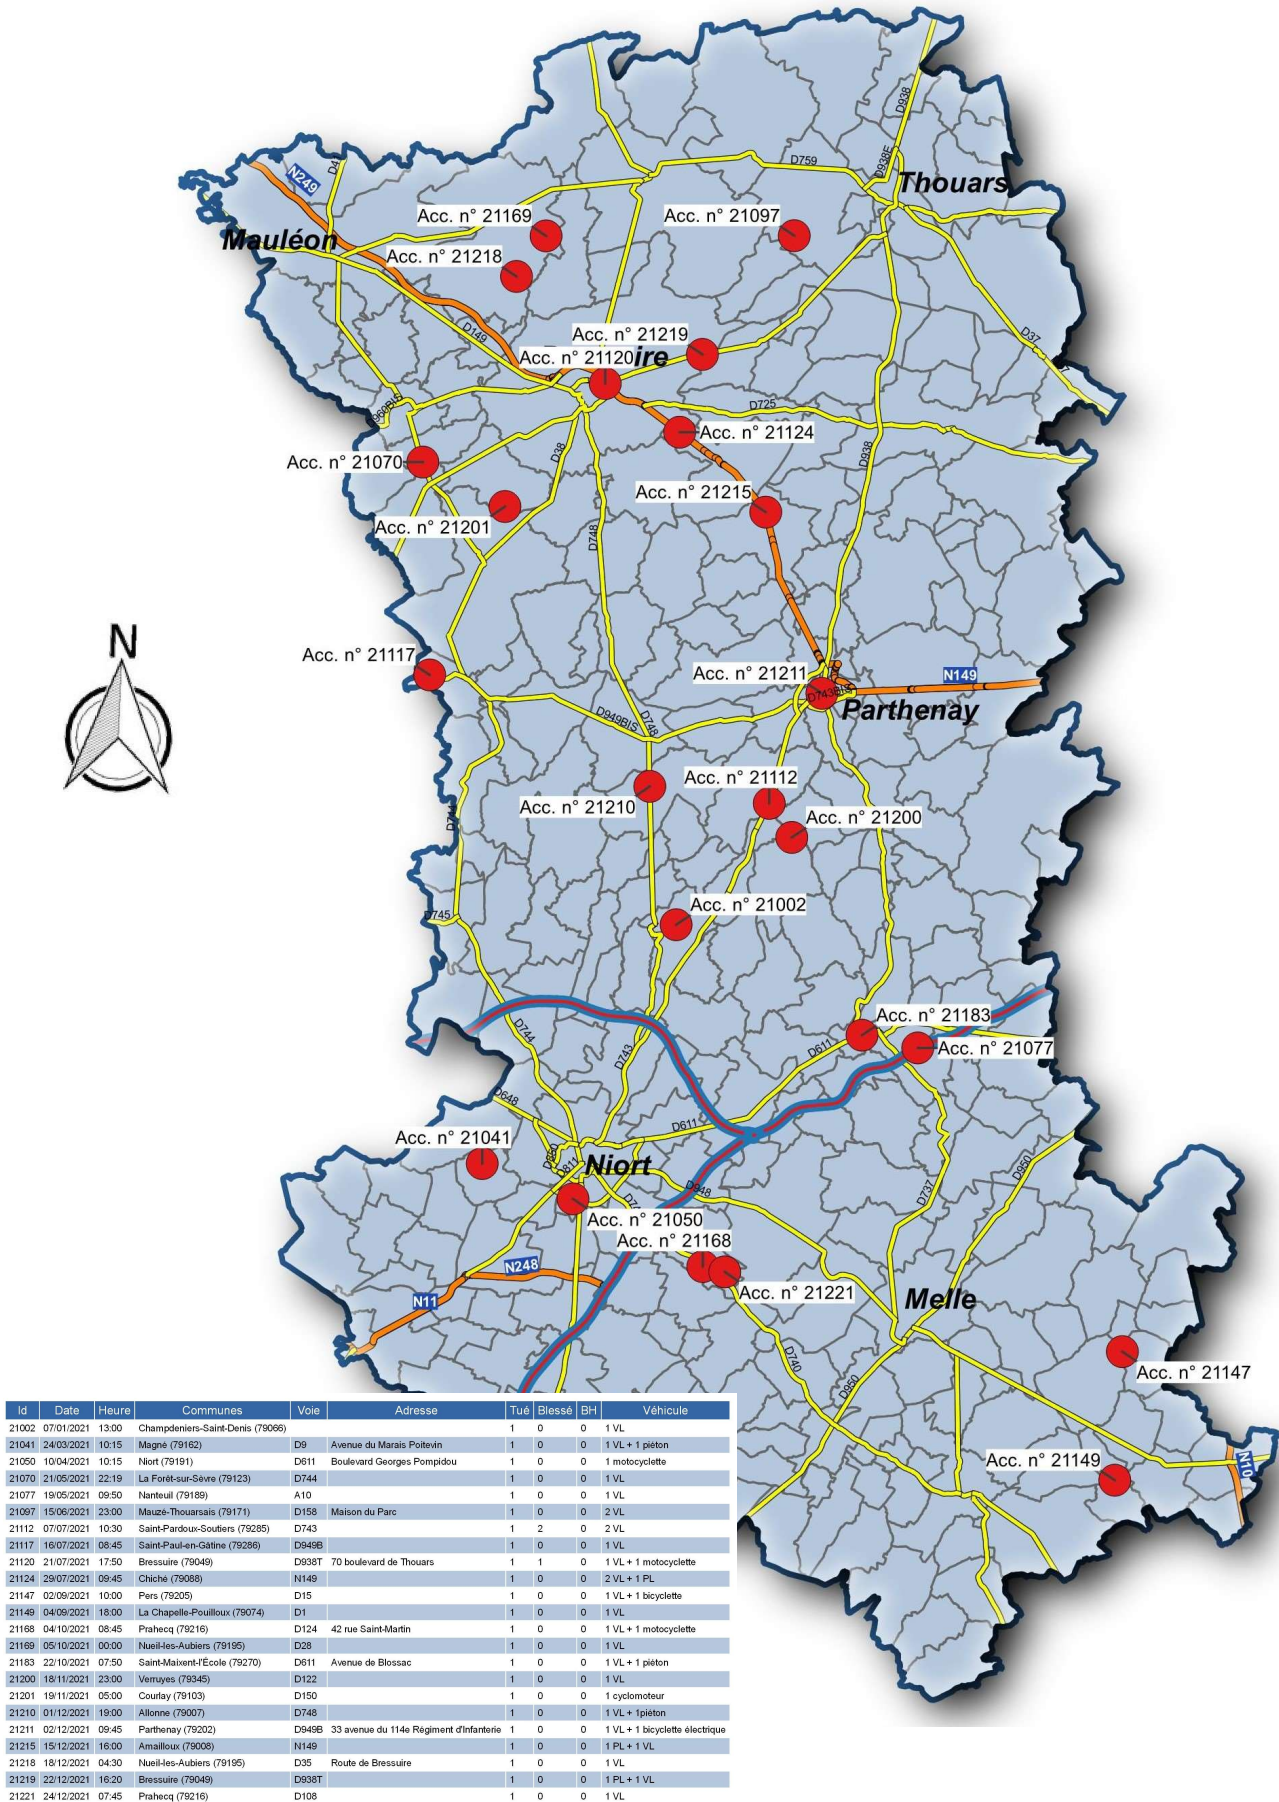 D938
D759
D938E
Thouars
N249
Acc. n° 21169
Acc. n° 21097
Mauléon
Acc. n° 21218
D149
Acc. n° 21219
Acc. n° 21120
ire
D37
D960BIS
D725
Acc. n° 21124
D38
D938
Acc. n° 21070
Acc. n° 21215
Acc. n° 21201
D748
N
Acc. n° 21117
Acc. n° 21211
N149
D743BIS
Parthenay
D949BIS
D748
Acc. n° 21112
Acc. n° 21210
Acc. n° 21200
D744
Acc. n° 21002
D745
Acc. n° 21183
D744
D743
D611
Acc. n° 21077
D648
D611
Acc. n° 21041
D811
Niort
D950
D948
D737
Acc. n° 21050
Acc. n° 21168
N248
Acc. n° 21221
N11
Melle
D740
Acc. n° 21147
D950
Acc. n° 21149
N10
Id Date Heure Communes Voie Adresse Tué Blessé BH Véhicule
21002 07/01/2021 13:00 Champdeniers-Saint-Denis (79066) 1 0 0 1 VL
21041 24/03/2021 10:15 Magné (79162) D9 Avenue du Marais Poitevin 1 0 0 1 VL + 1 piéton
21050 10/04/2021 10:15 Niort (79191) D611 Boulevard Georges Pompidou 1 0 0 1 motocyclette
21070 21/05/2021 22:19 La Forêt-sur-Sèvre (79123) D744 1 0 0 1 VL
21077 19/05/2021 09:50 Nanteuil (79189) A10 1 0 0 1 VL
21097 15/06/2021 23:00 Mauzé-Thouarsais (79171) D158 Maison du Parc 1 0 0 2 VL
21112 07/07/2021 10:30 Saint-Pardoux-Soutiers (79285) D743 1 2 0 2 VL
21117 16/07/2021 08:45 Saint-Paul-en-Gâtine (79286) D949B 1 0 0 1 VL
21120 21/07/2021 17:50 Bressuire (79049) D938T 70 boulevard de Thouars 1 1 0 1 VL + 1 motocyclette
21124 29/07/2021 09:45 Chiché (79088) N149 1 0 0 2 VL + 1 PL
21147 02/09/2021 10:00 Pers (79205) D15 1 0 0 1 VL + 1 bicyclette
21149 04/09/2021 18:00 La Chapelle-Pouilloux (79074) D1 1 0 0 1 VL
21168 04/10/2021 08:45 Prahecq (79216) D124 42 rue Saint-Martin 1 0 0 1 VL + 1 motocyclette
21169 05/10/2021 00:00 Nueil-les-Aubiers (79195) D28 1 0 0 1 VL
21183 22/10/2021 07:50 Saint-Maixent-l'École (79270) D611 Avenue de Blossac 1 0 0 1 VL + 1 piéton
21200 18/11/2021 23:00 Verruyes (79345) D122 1 0 0 1 VL
21201 19/11/2021 05:00 Courlay (79103) D150 1 0 0 1 cyclomoteur
21210 01/12/2021 19:00 Allonne (79007) D748 1 0 0 1 VL + 1piéton
21211 02/12/2021 09:45 Parthenay (79202) D949B 33 avenue du 114e Régiment d'Infanterie 1 0 0 1 VL + 1 bicyclette électrique
21215 15/12/2021 16:00 Amailloux (79008) N149 1 0 0 1 PL + 1 VL
21218 18/12/2021 04:30 Nueil-les-Aubiers (79195) D35 Route de Bressuire 1 0 0 1 VL
21219 22/12/2021 16:20 Bressuire (79049) D938T 1 0 0 1 PL + 1 VL
21221 24/12/2021 07:45 Prahecq (79216) D108 1 0 0 1 VL